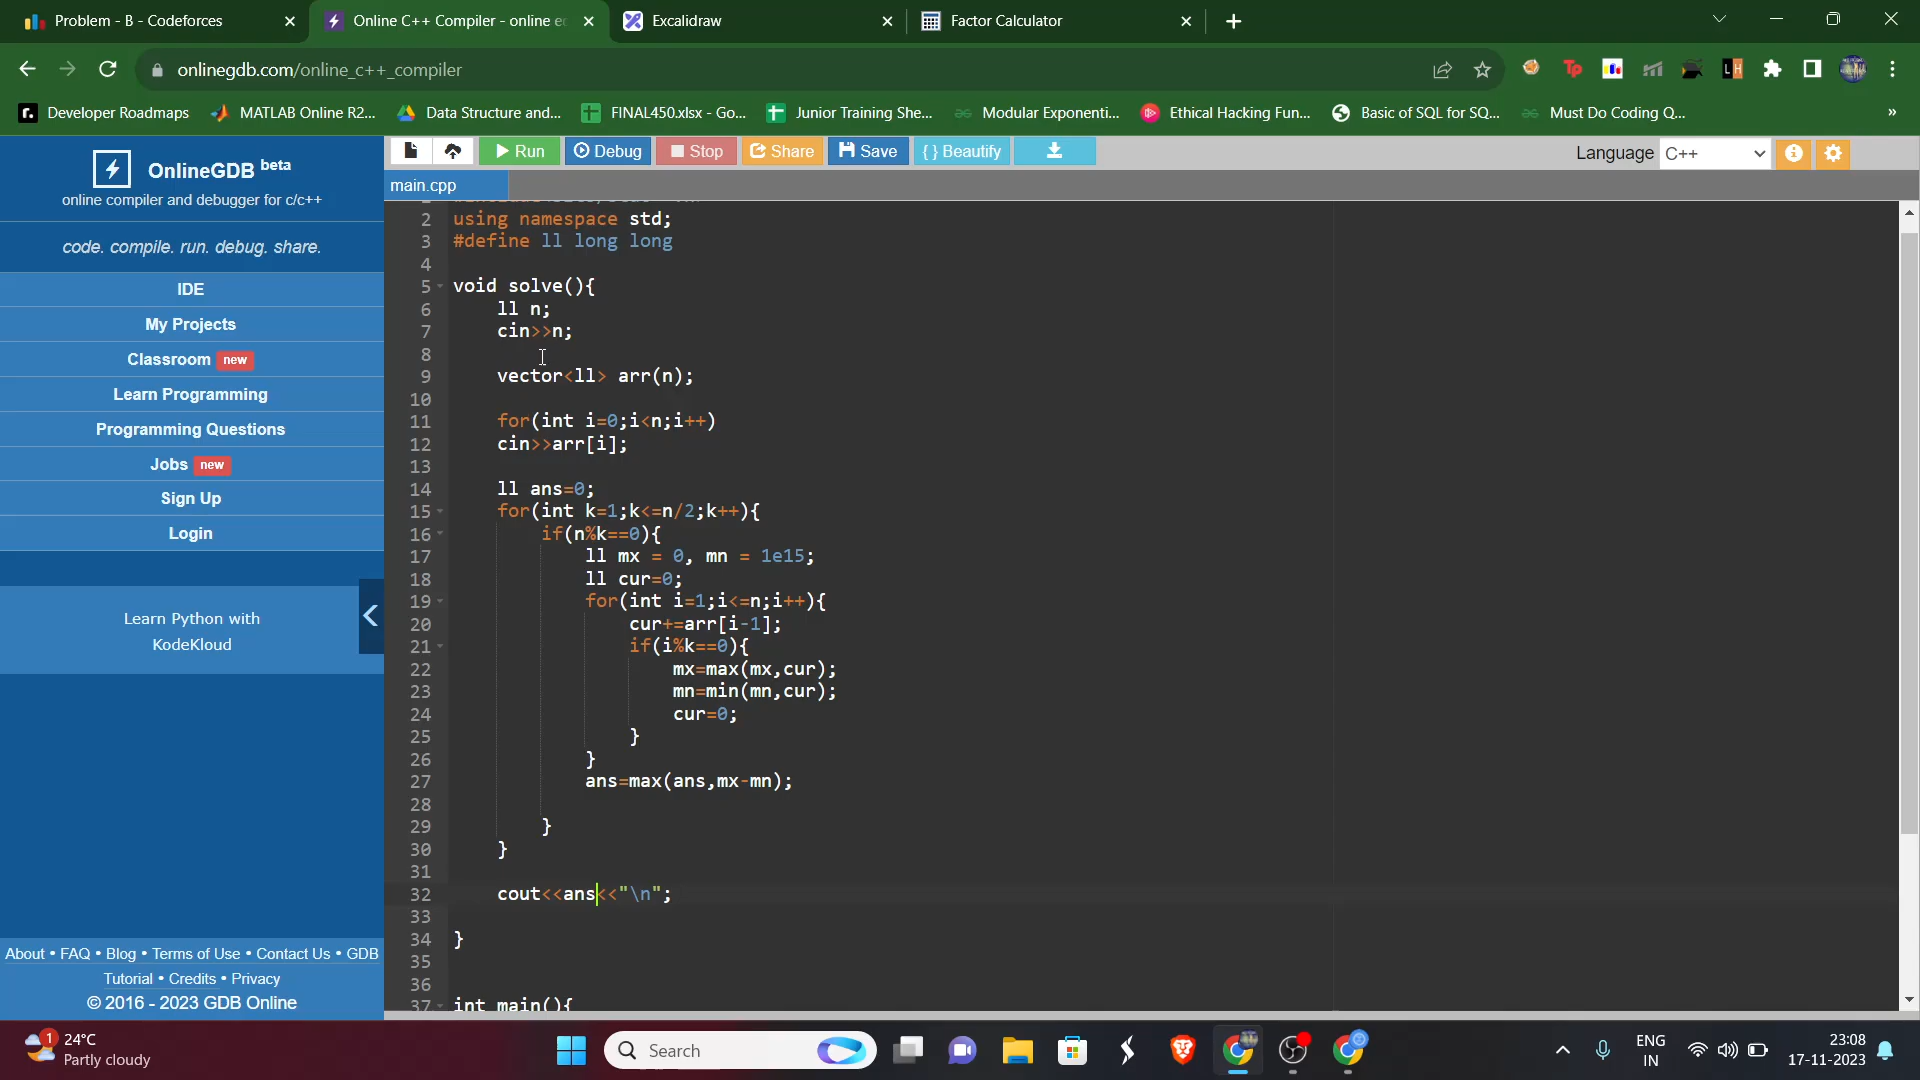 Problem - B - Codeforces
Online C++ Compiler - online e
Excalidraw
Factor Calculator
onlinegdb.com/online_c++_compiler
Developer Roadmaps
MATLAB Online R2...
Data Structure and...
FINAL450.xlsx - Go...
Junior Training She...
Modular Exponenti...
Ethical Hacking Fun...
Basic of SQL for SQ...
Must Do Coding Q...
»
OnlineGDB beta
online compiler and debugger for c/c++
code. compile. run. debug. share.
IDE
My Projects
Classroom new
Learn Programming
Programming Questions
Jobs new
Sign Up
Login
Learn Python with
KodeKloud
About • FAQ • Blog • Terms of Use • Contact Us • GDB
Tutorial • Credits • Privacy
© 2016 - 2023 GDB Online
Run
Debug
Stop
Share
Save
{ } Beautify
Language C++
main.cpp
2 using namespace std;
3 #define ll long long
4
5 void solve(){
6 ll n;
7 cin>>n;
8
9 vector<ll> arr(n);
10
11 for(int i=0;i<n;i++)
12 cin>>arr[i];
13
14 ll ans=0;
15 for(int k=1;k<=n/2;k++){
16 if(n%k==0){
17 ll mx = 0, mn = 1e15;
18 ll cur=0;
19 for(int i=1;i<=n;i++){
20 cur+=arr[i-1];
21 if(i%k==0){
22 mx=max(mx,cur);
23 mn=min(mn,cur);
24 cur=0;
25 }
26 }
27 ans=max(ans,mx-mn);
28
29 }
30 }
31
32 cout<<ans<<"\n";
33
34 }
35
36
37 int main(){
1
24°C
Partly cloudy
Search
ENG
IN
23:08
17-11-2023